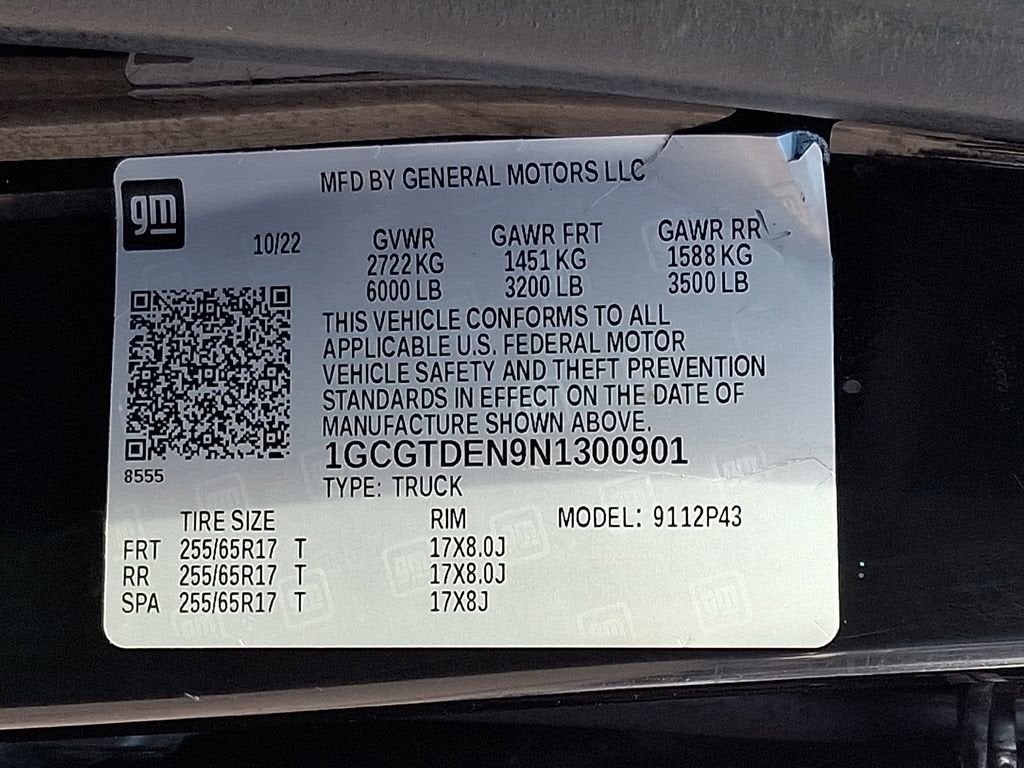 MFD BY GENERAL MOTORS LLC
gm
10/22
GVWR GAWR FRT GAWR RR
2722 KG 1451 KG 1588 KG
6000 LB 3200 LB 3500 LB
THIS VEHICLE CONFORMS TO ALL
APPLICABLE U.S. FEDERAL MOTOR
VEHICLE SAFETY AND THEFT PREVENTION
STANDARDS IN EFFECT ON THE DATE OF
MANUFACTURE SHOWN ABOVE.
1GCGTDEN9N1300901
8555
TYPE: TRUCK
TIRE SIZE RIM MODEL: 9112P43
FRT 255/65R17 T 17X8.0J
RR 255/65R17 T 17X8.0J
SPA 255/65R17 T 17X8J